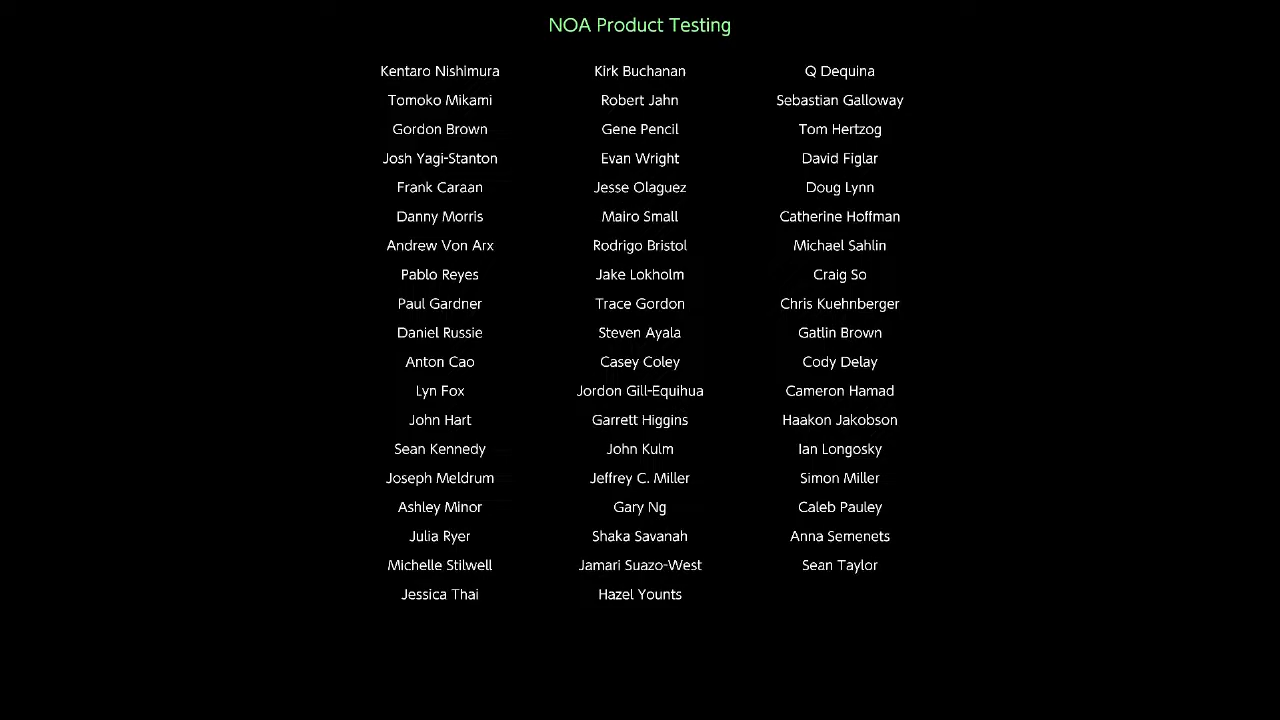 NOA Product Testing
Kentaro Nishimura Kirk Buchanan Q Dequina
Tomoko Mikami Robert Jahn Sebastian Galloway
Gordon Brown Gene Pencil Tom Hertzog
Josh Yagi-Stanton Evan Wright David Figlar
Frank Caraan Jesse Olaguez Doug Lynn
Danny Morris Mairo Small Catherine Hoffman
Andrew Von Arx Rodrigo Bristol Michael Sahlin
Pablo Reyes Jake Lokholm Craig So
Paul Gardner Trace Gordon Chris Kuehnberger
Daniel Russie Steven Ayala Gatlin Brown
Anton Cao Casey Coley Cody Delay
Lyn Fox Jordon Gill-Equihua Cameron Hamad
John Hart Garrett Higgins Haakon Jakobson
Sean Kennedy John Kulm Ian Longosky
Joseph Meldrum Jeffrey C. Miller Simon Miller
Ashley Minor Gary Ng Caleb Pauley
Julia Ryer Shaka Savanah Anna Semenets
Michelle Stilwell Jamari Suazo-West Sean Taylor
Jessica Thai Hazel Younts